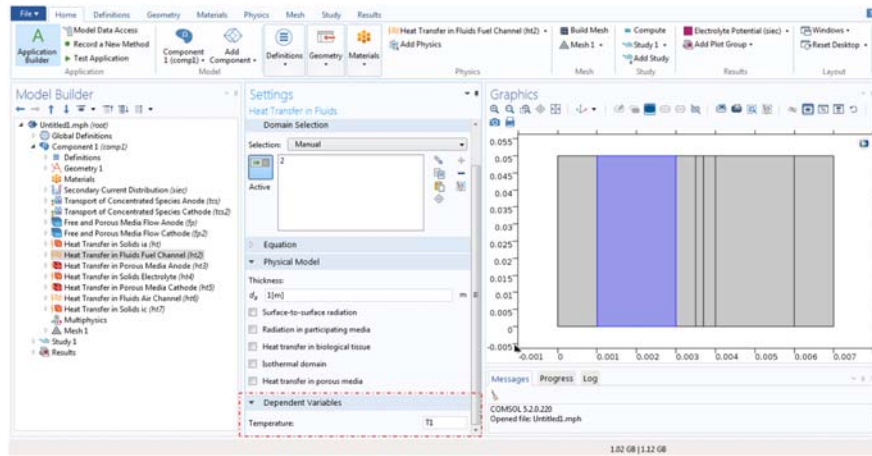 File▼ Home Definitions Geometry Materials Physics Mesh Study Results
A
Application
Builder
Model Data Access
Record a New Method
Test Application
Application
Component
1 (comp1) ▾
Add
Component ▾
Model
Definitions
Geometry
Materials
Heat Transfer in Fluids Fuel Channel (ht2) ▾
Add Physics
Physics
Build Mesh
Mesh 1 ▾
Mesh
Compute
Study 1 ▾
Add Study
Study
Electrolyte Potential (siec) ▾
Add Plot Group ▾
Results
Windows ▾
Reset Desktop ▾
Layout
Model Builder
Untitled1.mph (root)
Global Definitions
Component 1 (comp1)
Definitions
Geometry 1
Materials
Secondary Current Distribution (siec)
Transport of Concentrated Species Anode (tcs)
Transport of Concentrated Species Cathode (tcs2)
Free and Porous Media Flow Anode (fp)
Free and Porous Media Flow Cathode (fp2)
Heat Transfer in Solids ia (ht)
Heat Transfer in Fluids Fuel Channel (ht2)
Heat Transfer in Porous Media Anode (ht3)
Heat Transfer in Solids Electrolyte (ht4)
Heat Transfer in Porous Media Cathode (ht5)
Heat Transfer in Fluids Air Channel (ht6)
Heat Transfer in Solids ic (ht7)
Multiphysics
Mesh 1
Study 1
Results
Settings
Heat Transfer in Fluids
Domain Selection
Selection: Manual
2
Active
Equation
Physical Model
Thickness:
dz 1[m] m
Surface-to-surface radiation
Radiation in participating media
Heat transfer in biological tissue
Isothermal domain
Heat transfer in porous media
Dependent Variables
Temperature: T1
Graphics
0.055
0.05
0.045
0.04
0.035
0.03
0.025
0.02
0.015
0.01
0.005
0
-0.005
-0.001 0 0.001 0.002 0.003 0.004 0.005 0.006 0.007
Messages Progress Log
COMSOL 5.2.0.220
Opened file: Untitled1.mph
1.02 GB | 1.12 GB